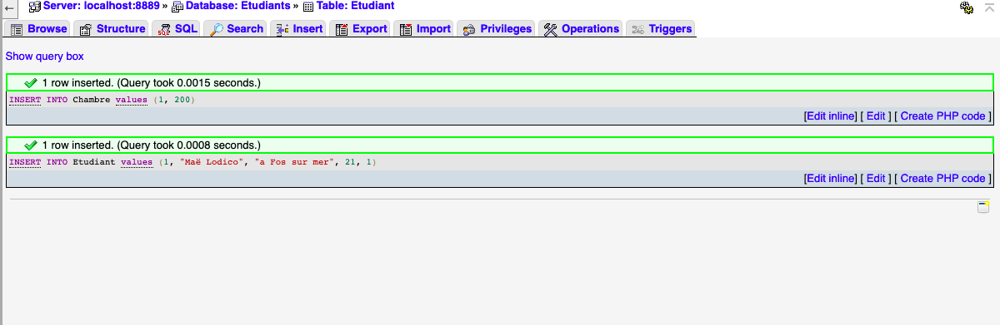 ← Server: localhost:8889 » Database: Etudiants » Table: Etudiant
Browse Structure SQL Search Insert Export Import Privileges Operations Triggers
Show query box
1 row inserted. (Query took 0.0015 seconds.)
INSERT INTO Chambre values (1, 200)
[Edit inline] [ Edit ] [ Create PHP code ]
1 row inserted. (Query took 0.0008 seconds.)
INSERT INTO Etudiant values (1, "Maë Lodico", "a Fos sur mer", 21, 1)
[Edit inline] [ Edit ] [ Create PHP code ]